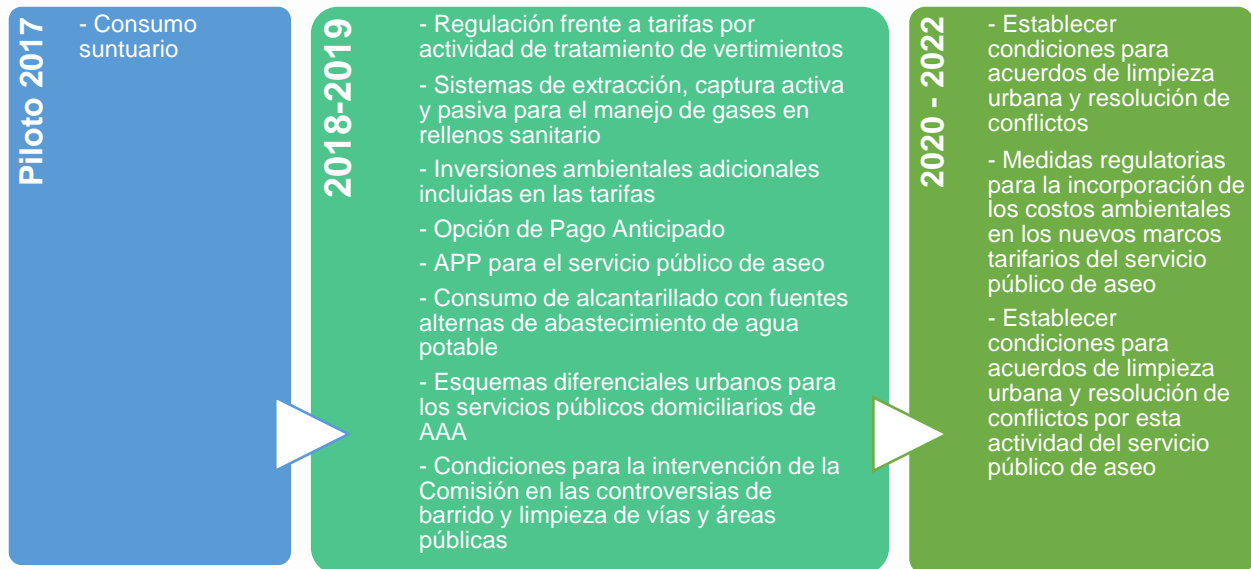 Piloto 2017
- Consumo
suntuario
2018-2019
- Regulación frente a tarifas por
actividad de tratamiento de vertimientos
- Sistemas de extracción, captura activa
y pasiva para el manejo de gases en
rellenos sanitario
- Inversiones ambientales adicionales
incluidas en las tarifas
- Opción de Pago Anticipado
- APP para el servicio público de aseo
- Consumo de alcantarillado con fuentes
alternas de abastecimiento de agua
potable
- Esquemas diferenciales urbanos para
los servicios públicos domiciliarios de
AAA
- Condiciones para la intervención de la
Comisión en las controversias de
barrido y limpieza de vías y áreas
públicas
2020 - 2022
- Establecer
condiciones para
acuerdos de limpieza
urbana y resolución de
conflictos
- Medidas regulatorias
para la incorporación de
los costos ambientales
en los nuevos marcos
tarifarios del servicio
público de aseo
- Establecer
condiciones para
acuerdos de limpieza
urbana y resolución de
conflictos por esta
actividad del servicio
público de aseo